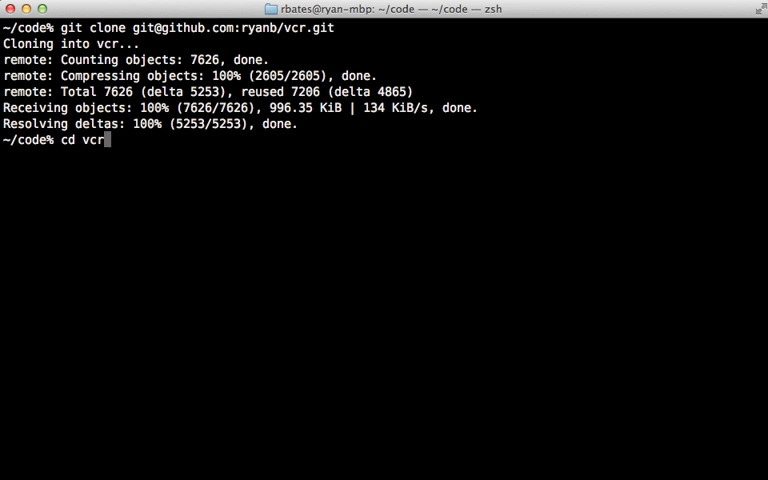 rbates@ryan-mbp: ~/code — ~/code — zsh
~/code% git clone git@github.com:ryanb/vcr.git
Cloning into vcr...
remote: Counting objects: 7626, done.
remote: Compressing objects: 100% (2605/2605), done.
remote: Total 7626 (delta 5253), reused 7206 (delta 4865)
Receiving objects: 100% (7626/7626), 996.35 KiB | 134 KiB/s, done.
Resolving deltas: 100% (5253/5253), done.
~/code% cd vcr